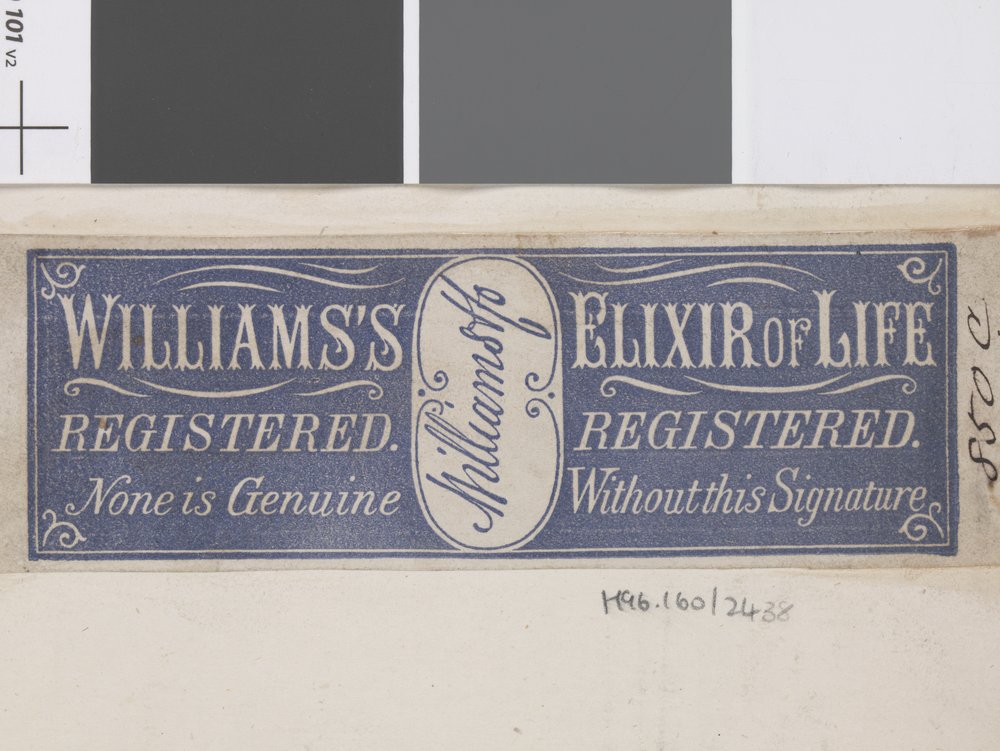 101 v2
WILLIAMS'S
REGISTERED.
None is Genuine
Williams & Co
ELIXIR OF LIFE
REGISTERED.
Without this Signature
850 c
H96.160/2438